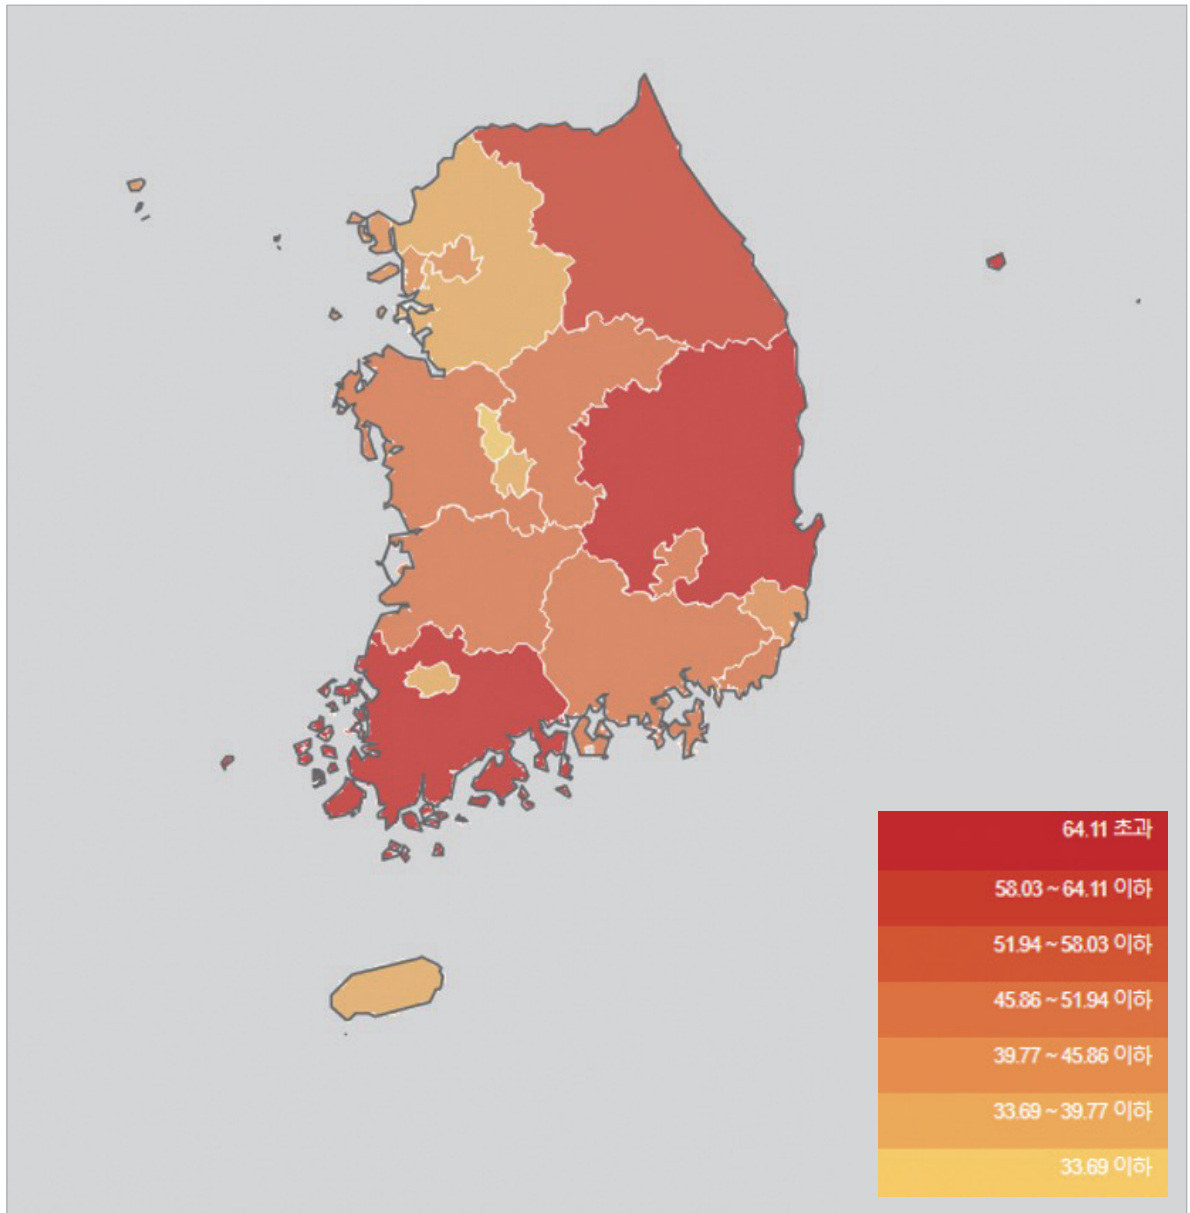 64.11 초과
58.03 ~ 64.11 이하
51.94 ~ 58.03 이하
45.86 ~ 51.94 이하
39.77 ~ 45.86 이하
33.69 ~ 39.77 이하
33.69 이하